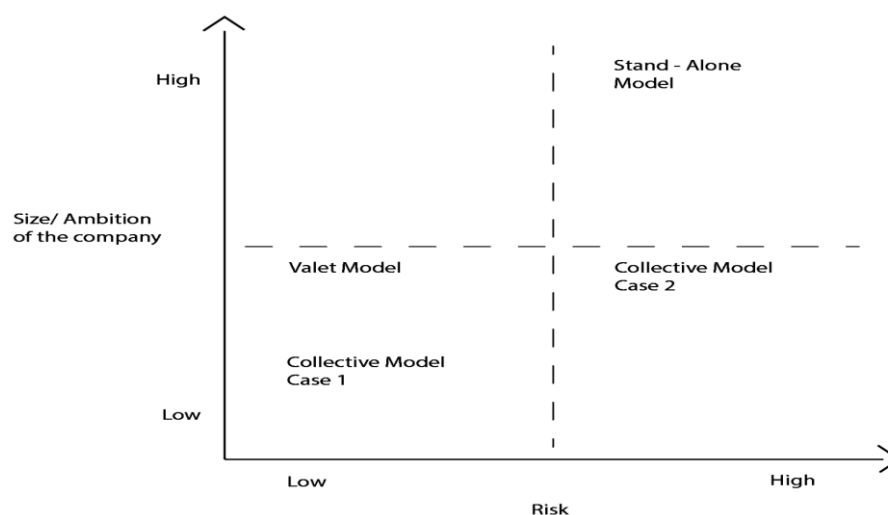 Stand - Alone
Model
High
Size/ Ambition
of the company
Valet Model
Collective Model
Case 2
Collective Model
Case 1
Low
Low
High
Risk